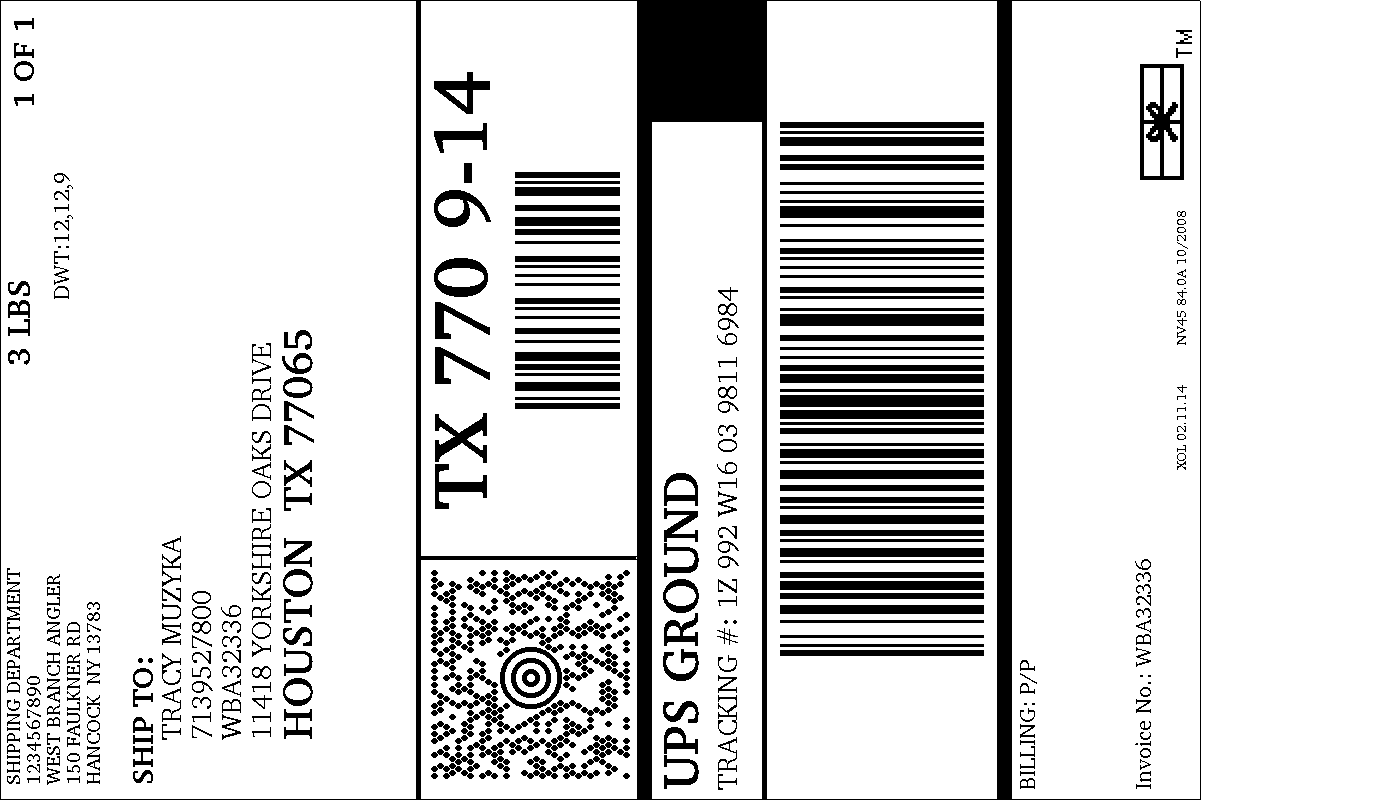 SHIPPING DEPARTMENT
1234567890
WEST BRANCH ANGLER
150 FAULKNER RD
HANCOCK NY 13783
3 LBS
1 OF 1
DWT:12,12,9
SHIP TO:
TRACY MUZYKA
7139527800
WBA32336
11418 YORKSHIRE OAKS DRIVE
HOUSTON TX 77065
TX 770 9-14
UPS GROUND
TRACKING #: 1Z 992 W16 03 9811 6984
BILLING: P/P
Invoice No.: WBA32336
XOL 02.11.14 NV45 84.0A 10/2008
TM